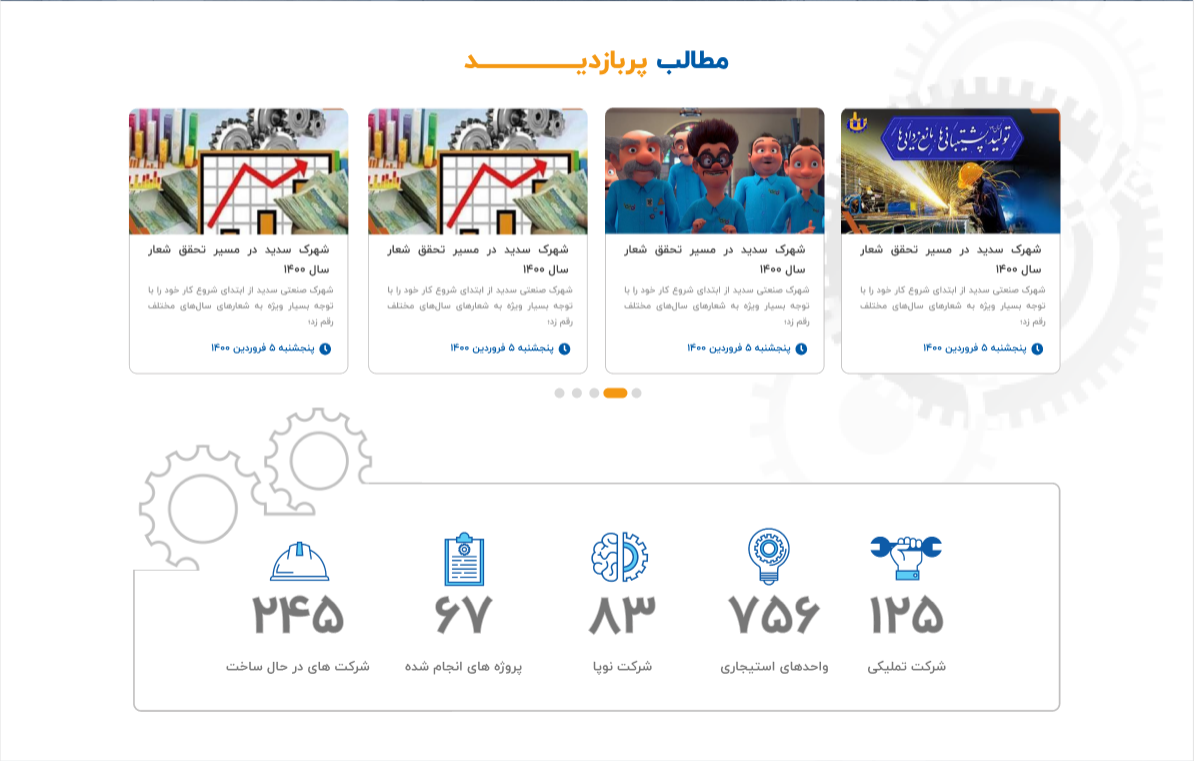 مطالب پربازدیــــــــــــد
تولید؛ پشتیبانی‌ها، مانع‌زدایی‌ها
شهرک سدید در مسیر تحقق شعار
سال ۱۴۰۰
شهرک صنعتی سدید از ابتدای شروع کار خود را با
توجه بسیار ویژه به شعارهای سال‌های مختلف
رقم زد؛
پنجشنبه ۵ فروردین ۱۴۰۰
شهرک سدید در مسیر تحقق شعار
سال ۱۴۰۰
شهرک صنعتی سدید از ابتدای شروع کار خود را با
توجه بسیار ویژه به شعارهای سال‌های مختلف
رقم زد؛
پنجشنبه ۵ فروردین ۱۴۰۰
شهرک سدید در مسیر تحقق شعار
سال ۱۴۰۰
شهرک صنعتی سدید از ابتدای شروع کار خود را با
توجه بسیار ویژه به شعارهای سال‌های مختلف
رقم زد؛
پنجشنبه ۵ فروردین ۱۴۰۰
شهرک سدید در مسیر تحقق شعار
سال ۱۴۰۰
شهرک صنعتی سدید از ابتدای شروع کار خود را با
توجه بسیار ویژه به شعارهای سال‌های مختلف
رقم زد؛
پنجشنبه ۵ فروردین ۱۴۰۰
۱۲۵
شرکت تملیکی
۷۵۶
واحدهای استیجاری
۸۳
شرکت نوپا
۶۷
پروژه های انجام شده
۲۴۵
شرکت های در حال ساخت